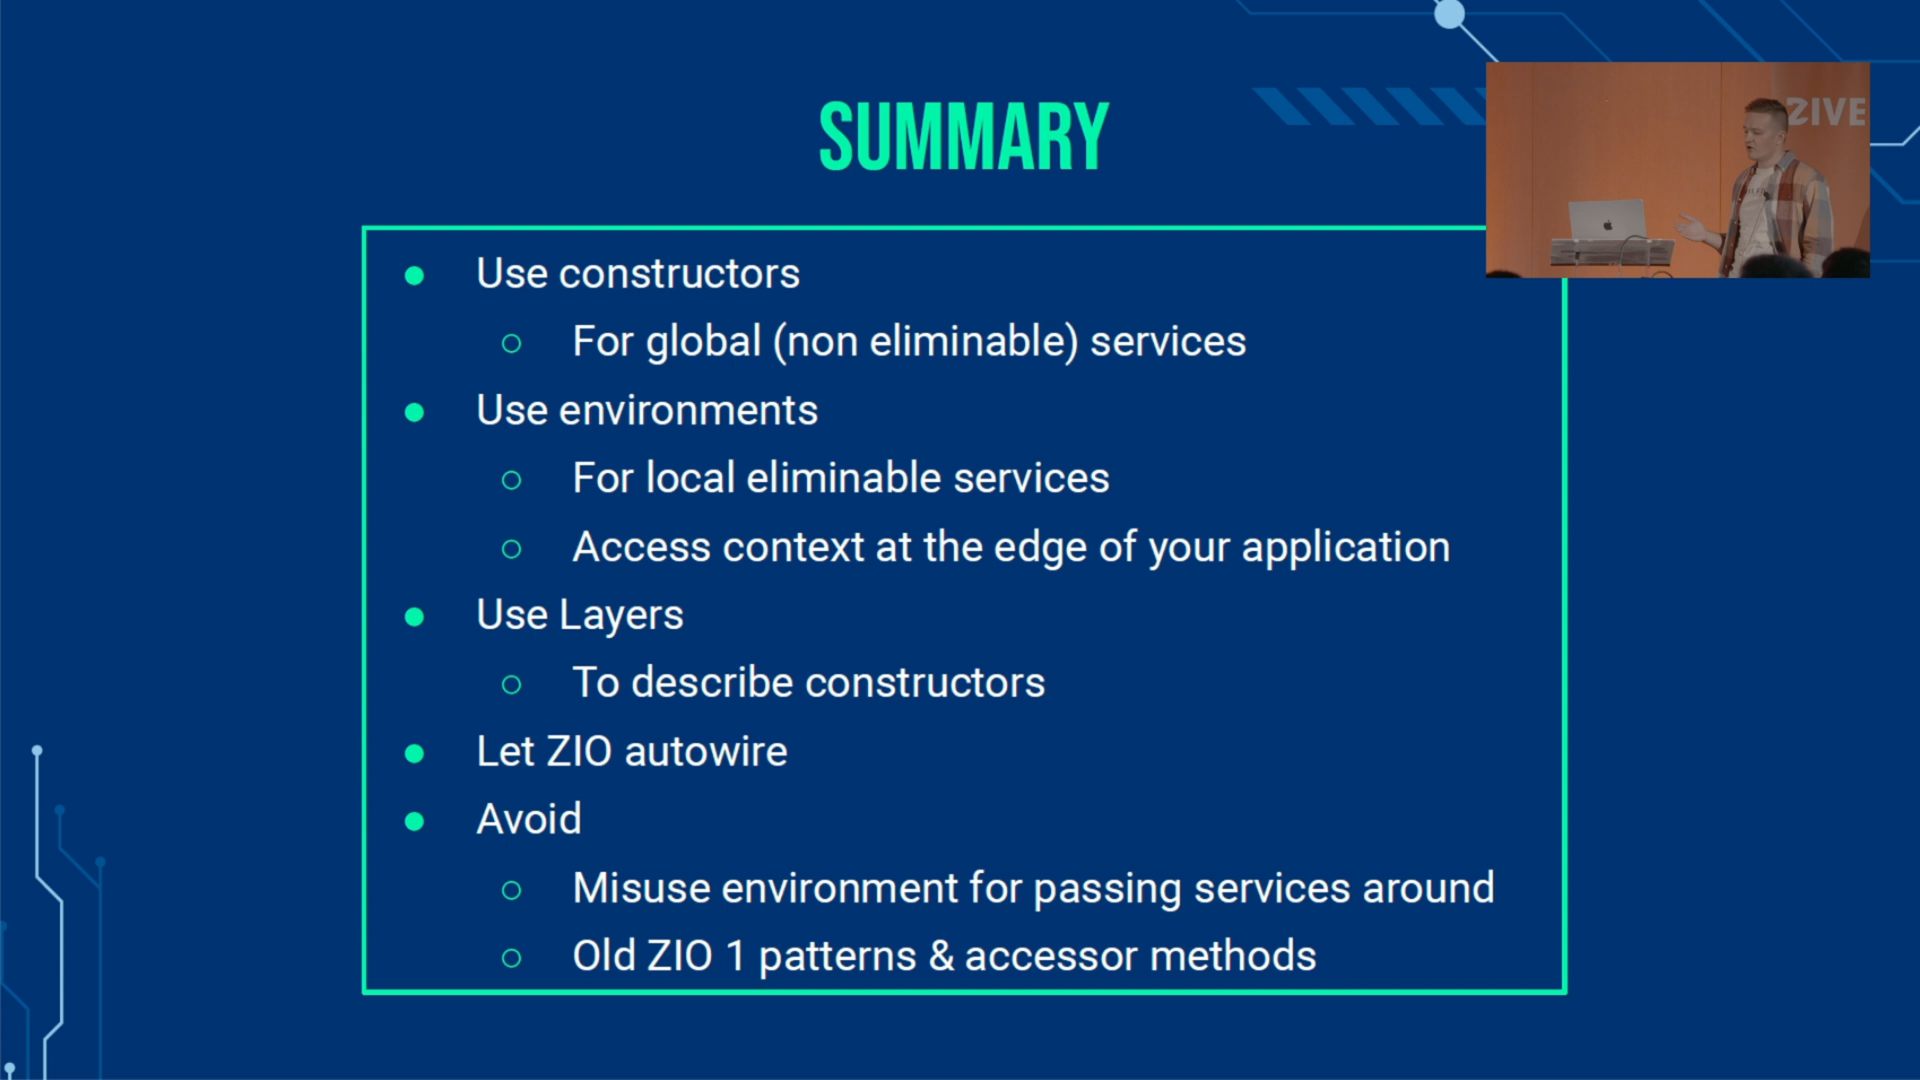 SUMMARY
ZIVE
● Use constructors
○ For global (non eliminable) services
● Use environments
○ For local eliminable services
○ Access context at the edge of your application
● Use Layers
○ To describe constructors
● Let ZIO autowire
● Avoid
○ Misuse environment for passing services around
○ Old ZIO 1 patterns & accessor methods